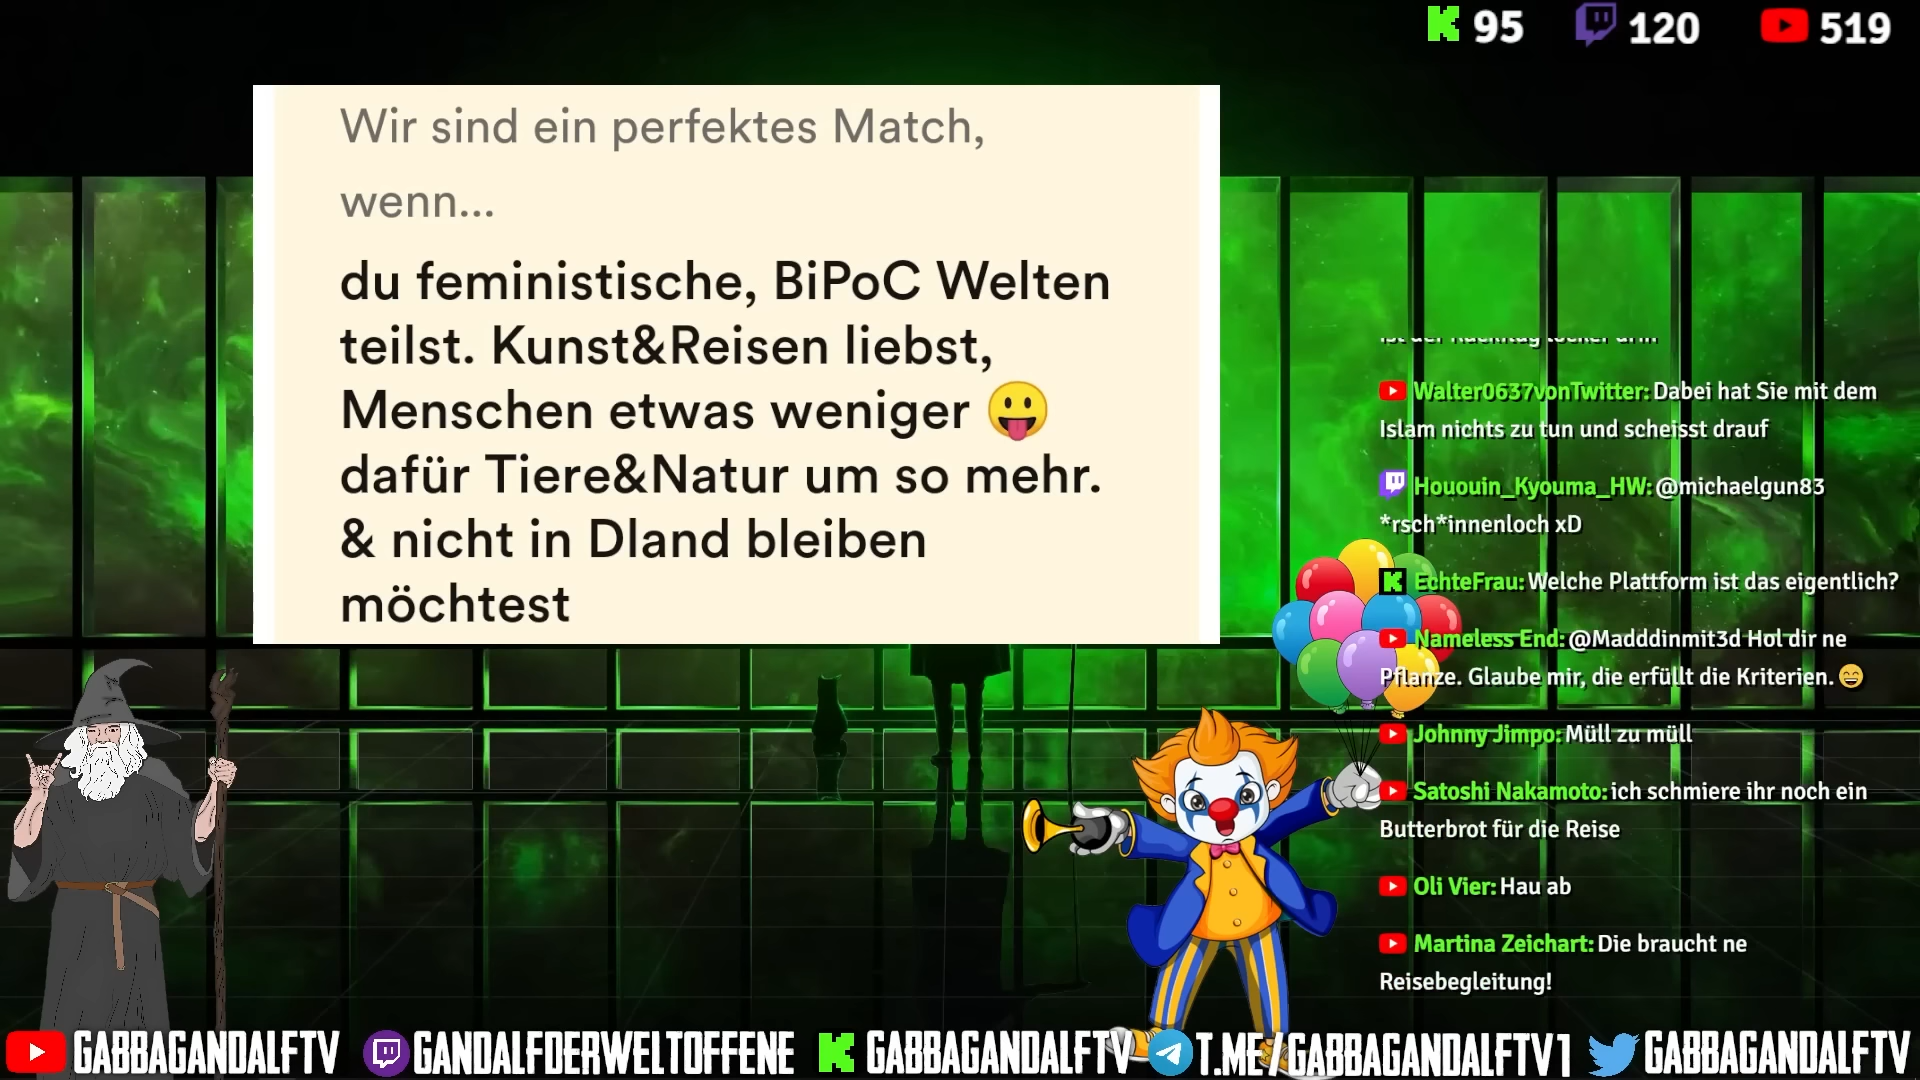 95
120
519
Wir sind ein perfektes Match,
wenn...
du feministische, BiPoC Welten
teilst. Kunst&Reisen liebst,
Menschen etwas weniger 😛
dafür Tiere&Natur um so mehr.
& nicht in Dland bleiben
möchtest
Walter0637vonTwitter: Dabei hat Sie mit dem
Islam nichts zu tun und scheisst drauf
Hououin_Kyouma_HW: @michaelgun83
*rsch*innenloch xD
EchteFrau: Welche Plattform ist das eigentlich?
Nameless End: @Madddinmit3d Hol dir ne
Pflanze. Glaube mir, die erfüllt die Kriterien. 😄
Johnny Jimpo: Müll zu müll
Satoshi Nakamoto: ich schmiere ihr noch ein
Butterbrot für die Reise
Oli Vier: Hau ab
Martina Zeichart: Die braucht ne
Reisebegleitung!
GABBAGANDALFTV GANDALFDERWELTOFFENE GABBAGANDALFTV T.ME/GABBAGANDALFTV1 GABBAGANDALFTV